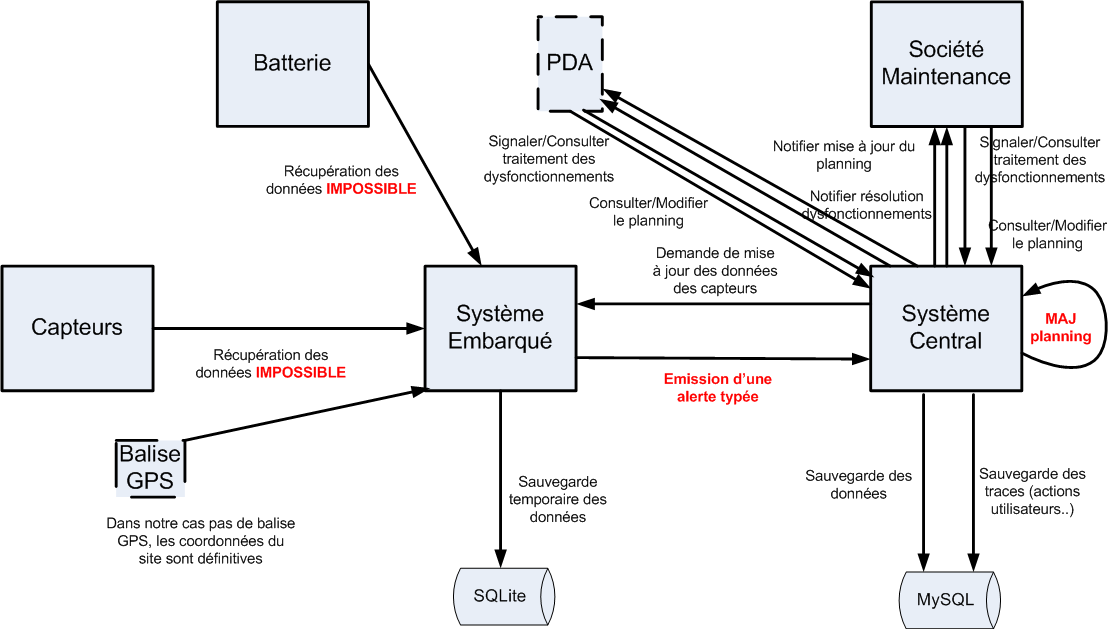 Batterie
PDA
Société
Maintenance
Récupération des
données IMPOSSIBLE
Signaler/Consulter
traitement des
dysfonctionnements
Consulter/Modifier
le planning
Notifier mise à jour du
planning
Notifier résolution
dysfonctionnements
Signaler/Consulter
traitement des
dysfonctionnements
Consulter/Modifier
le planning
Demande de mise
à jour des données
des capteurs
Capteurs
Système
Embarqué
Système
Central
MAJ
planning
Récupération des
données IMPOSSIBLE
Emission d'une
alerte typée
Balise
GPS
Dans notre cas pas de balise
GPS, les coordonnées du
site sont définitives
Sauvegarde
temporaire des
données
Sauvegarde des
données
Sauvegarde des
traces (actions
utilisateurs..)
SQLite
MySQL